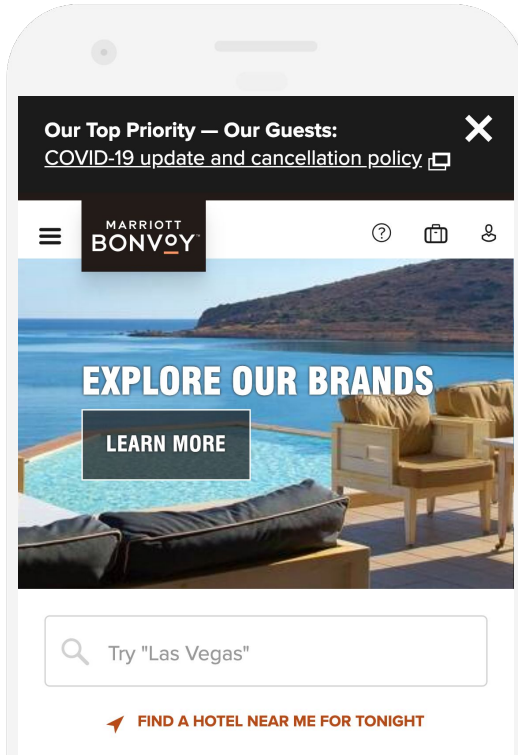 Our Top Priority — Our Guests:
COVID-19 update and cancellation policy
MARRIOTT
BONVOY™
EXPLORE OUR BRANDS
LEARN MORE
Try "Las Vegas"
FIND A HOTEL NEAR ME FOR TONIGHT